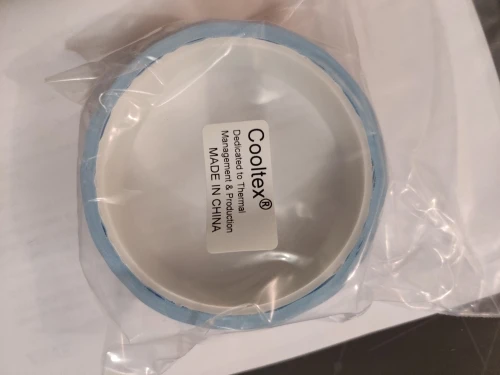 Cooltex®
Dedicated to Thermal
Management & Production
MADE IN CHINA